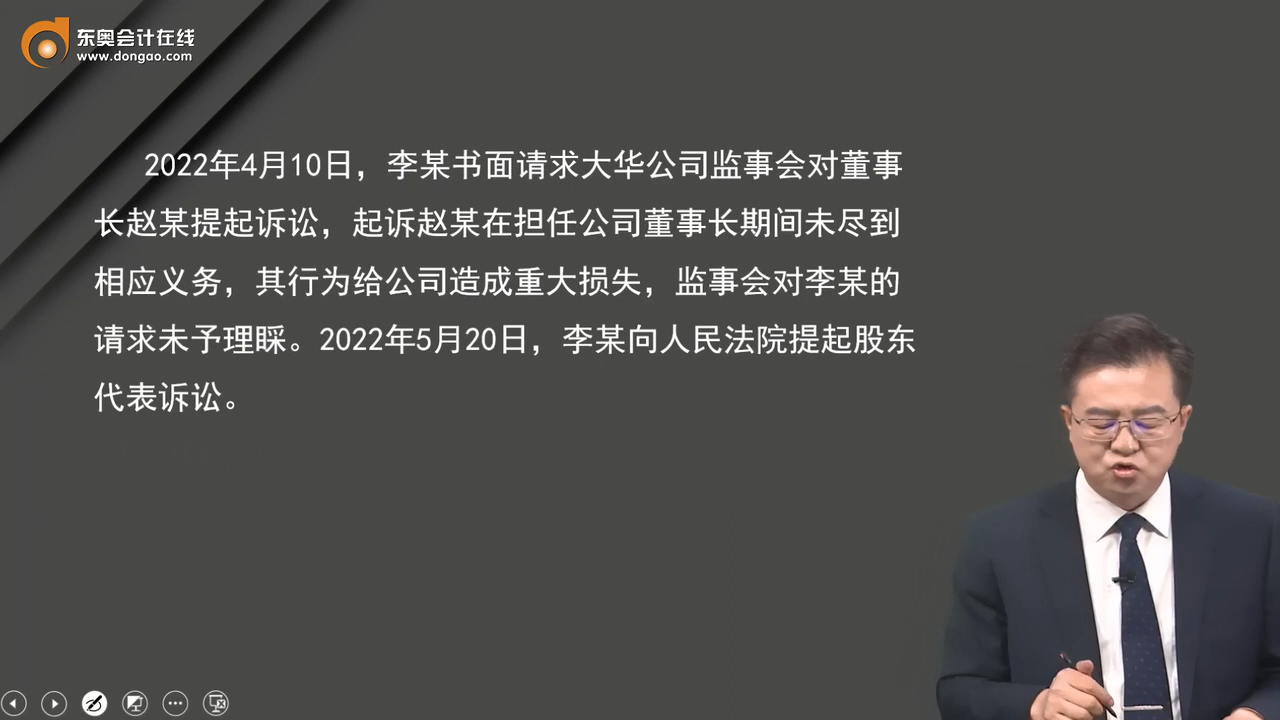 东奥会计在线
www.dongao.com
2022年4月10日，李某书面请求大华公司监事会对董事
长赵某提起诉讼，起诉赵某在担任公司董事长期间未尽到
相应义务，其行为给公司造成重大损失，监事会对李某的
请求未予理睬。2022年5月20日，李某向人民法院提起股东
代表诉讼。